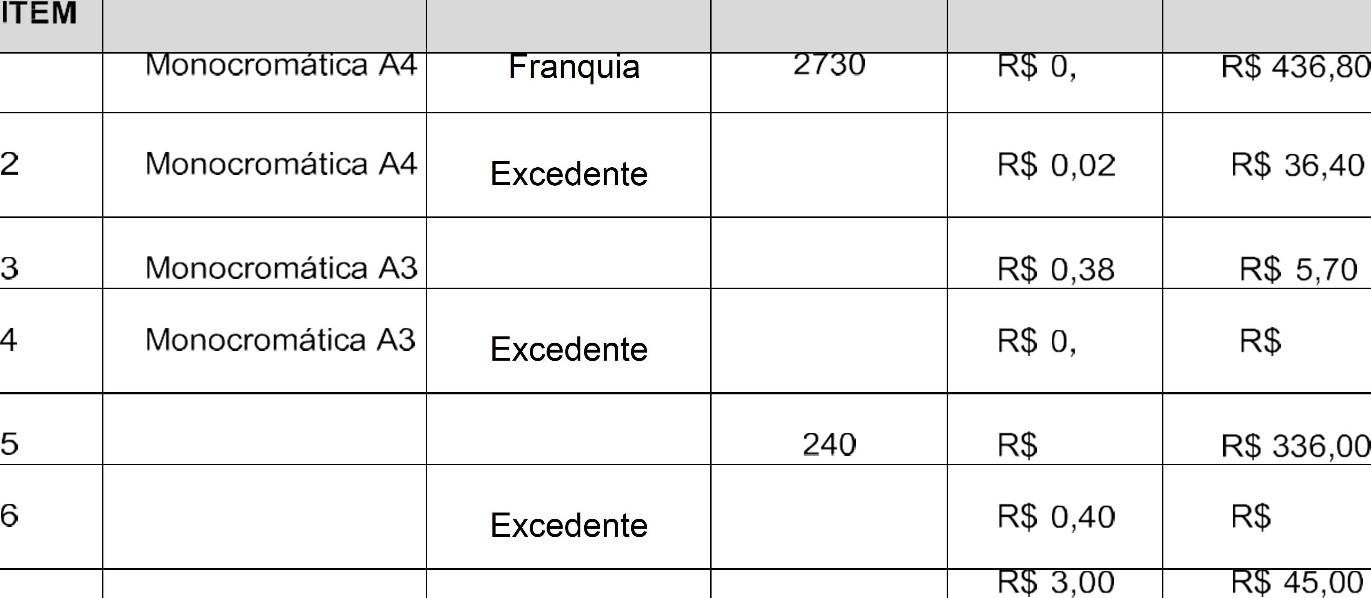 ITEM
Monocromática A4 Franquia 2730 R$ 0, R$ 436,80
2 Monocromática A4 Excedente R$ 0,02 R$ 36,40
3 Monocromática A3 R$ 0,38 R$ 5,70
4 Monocromática A3 Excedente R$ 0, R$
5 240 R$ R$ 336,00
6 Excedente R$ 0,40 R$
R$ 3,00 R$ 45,00